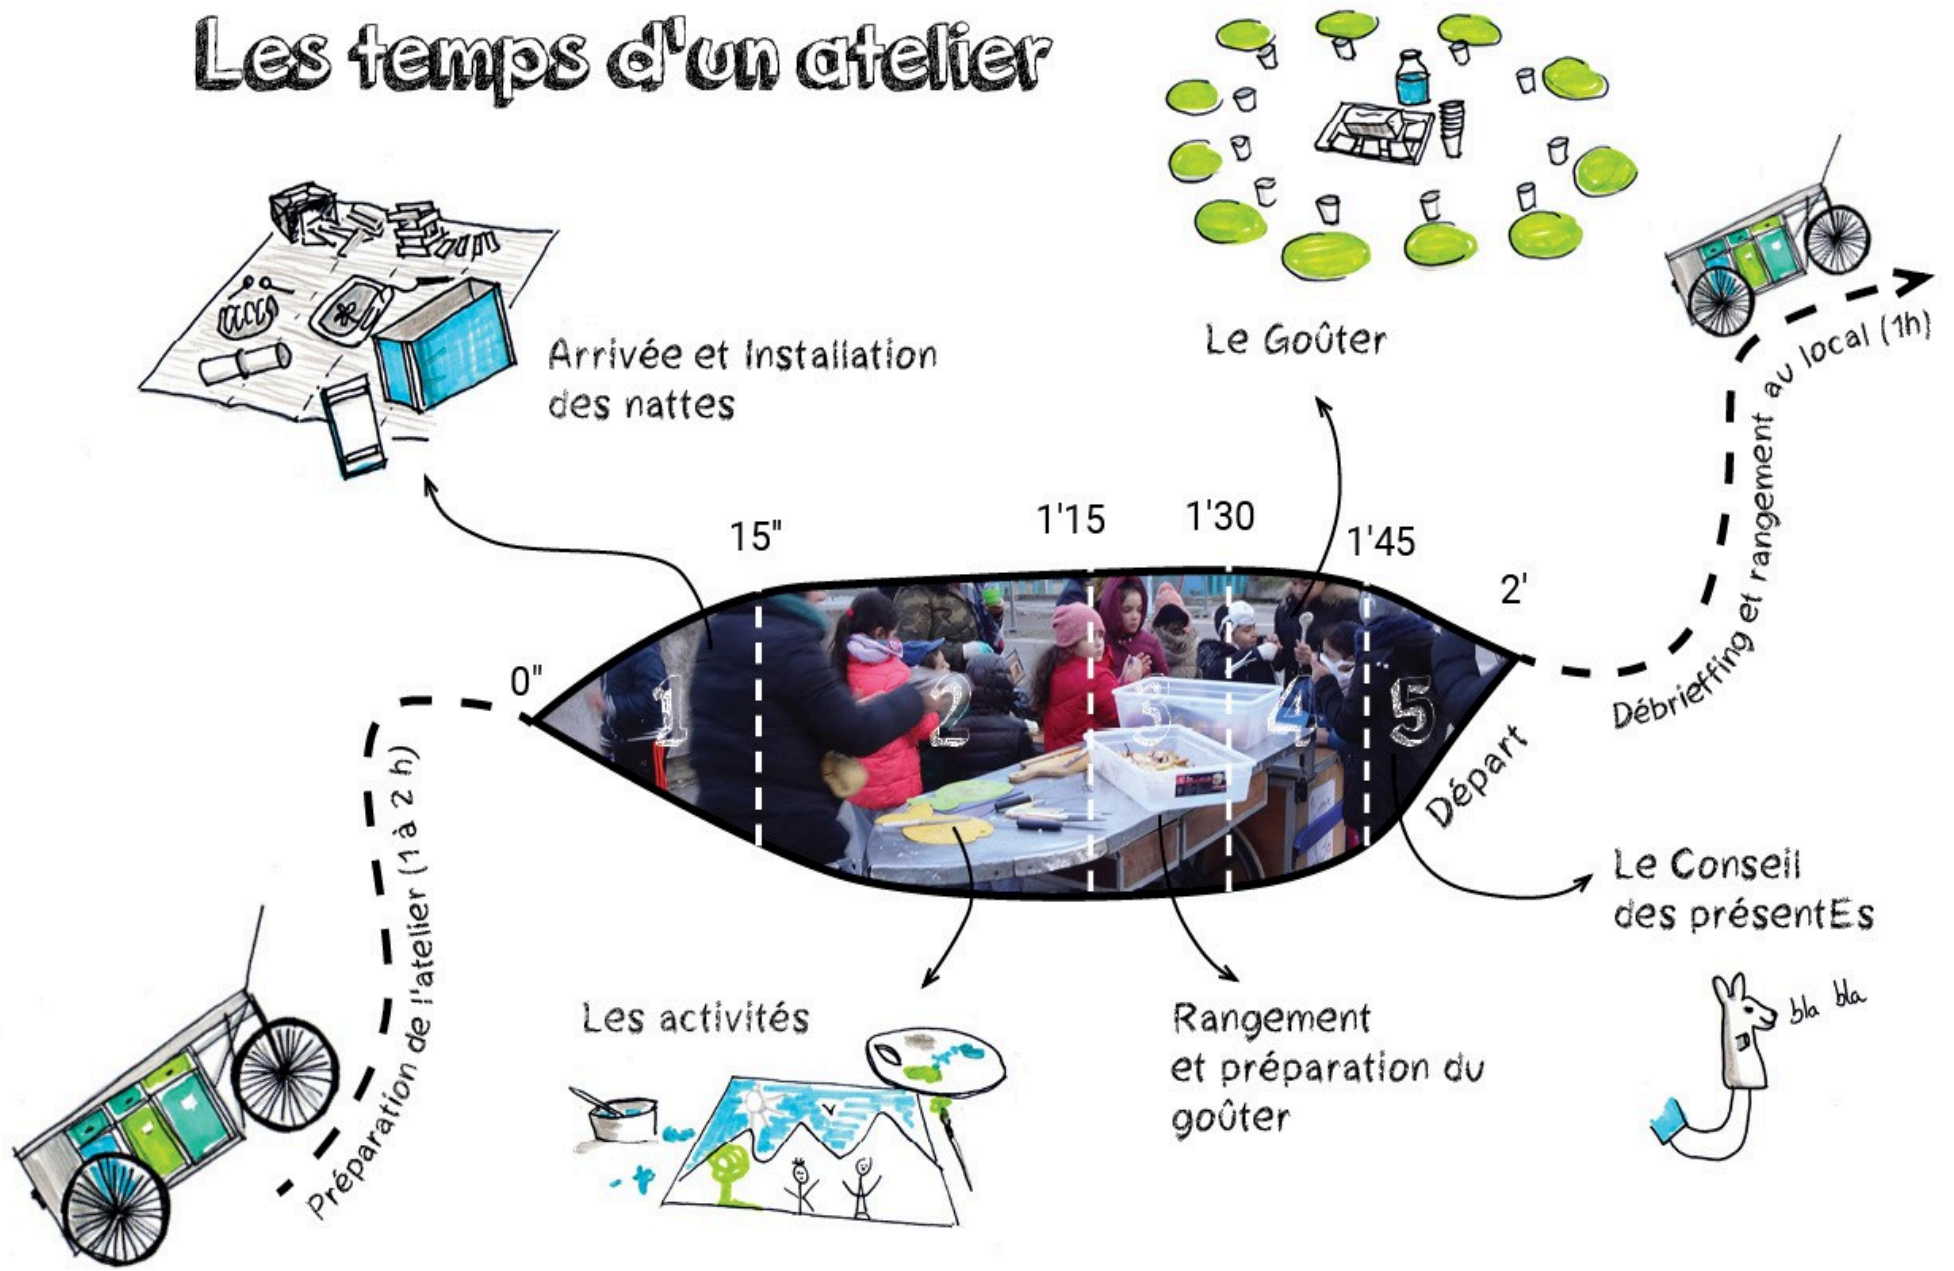 Les temps d'un atelier
Arrivée et Installation
des nattes
Le Goûter
au local (1h)
Débrieffing et rangement
15"
1'15
1'30
1'45
2'
0"
1
2
3
4
5
Départ
Préparation de l'atelier (1 à 2 h)
Le Conseil
des présentEs
bla bla
Les activités
Rangement
et préparation du
goûter